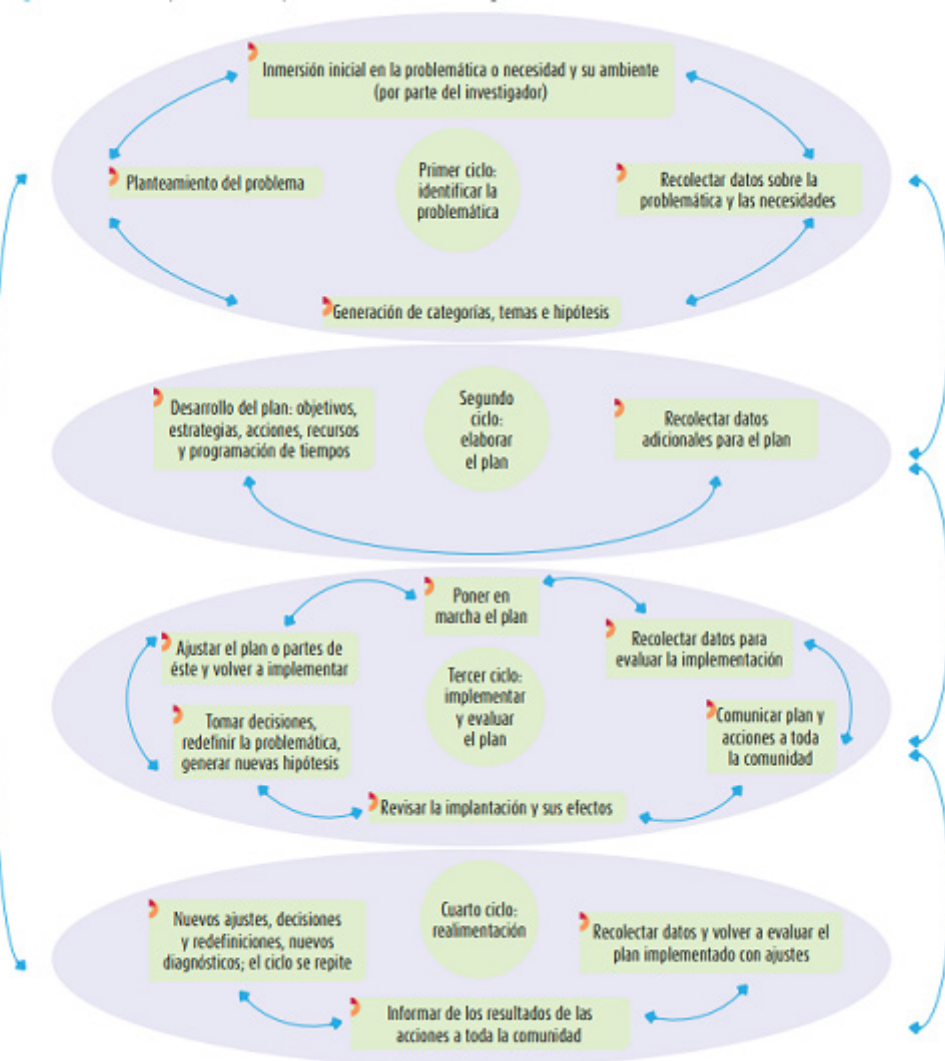 Inmersión inicial en la problemática o necesidad y su ambiente
(por parte del investigador)
Planteamiento del problema
Primer ciclo:
identificar la
problemática
Recolectar datos sobre la
problemática y las necesidades
Generación de categorías, temas e hipótesis
Desarrollo del plan: objetivos,
estrategias, acciones, recursos
y programación de tiempos
Segundo
ciclo:
elaborar
el plan
Recolectar datos
adicionales para el plan
Poner en
marcha el plan
Ajustar el plan o partes de
éste y volver a implementar
Recolectar datos para
evaluar la implementación
Tercer ciclo:
implementar
y evaluar
el plan
Tomar decisiones,
redefinir la problemática,
generar nuevas hipótesis
Comunicar plan y
acciones a toda
la comunidad
Revisar la implantación y sus efectos
Cuarto ciclo:
realimentación
Nuevos ajustes, decisiones
y redefiniciones, nuevos
diagnósticos; el ciclo se repite
Recolectar datos y volver a evaluar el
plan implementado con ajustes
Informar de los resultados de las
acciones a toda la comunidad